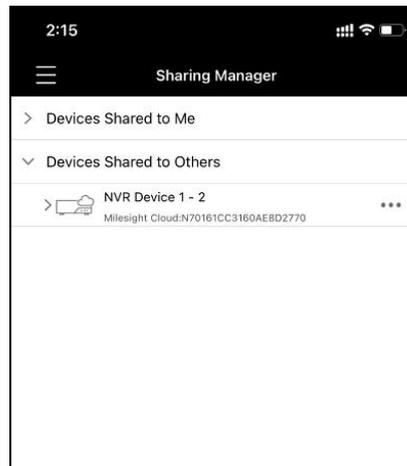 2:15
Sharing Manager
Devices Shared to Me
Devices Shared to Others
NVR Device 1 - 2
Milesight Cloud:N70161CC3160AE8D2770